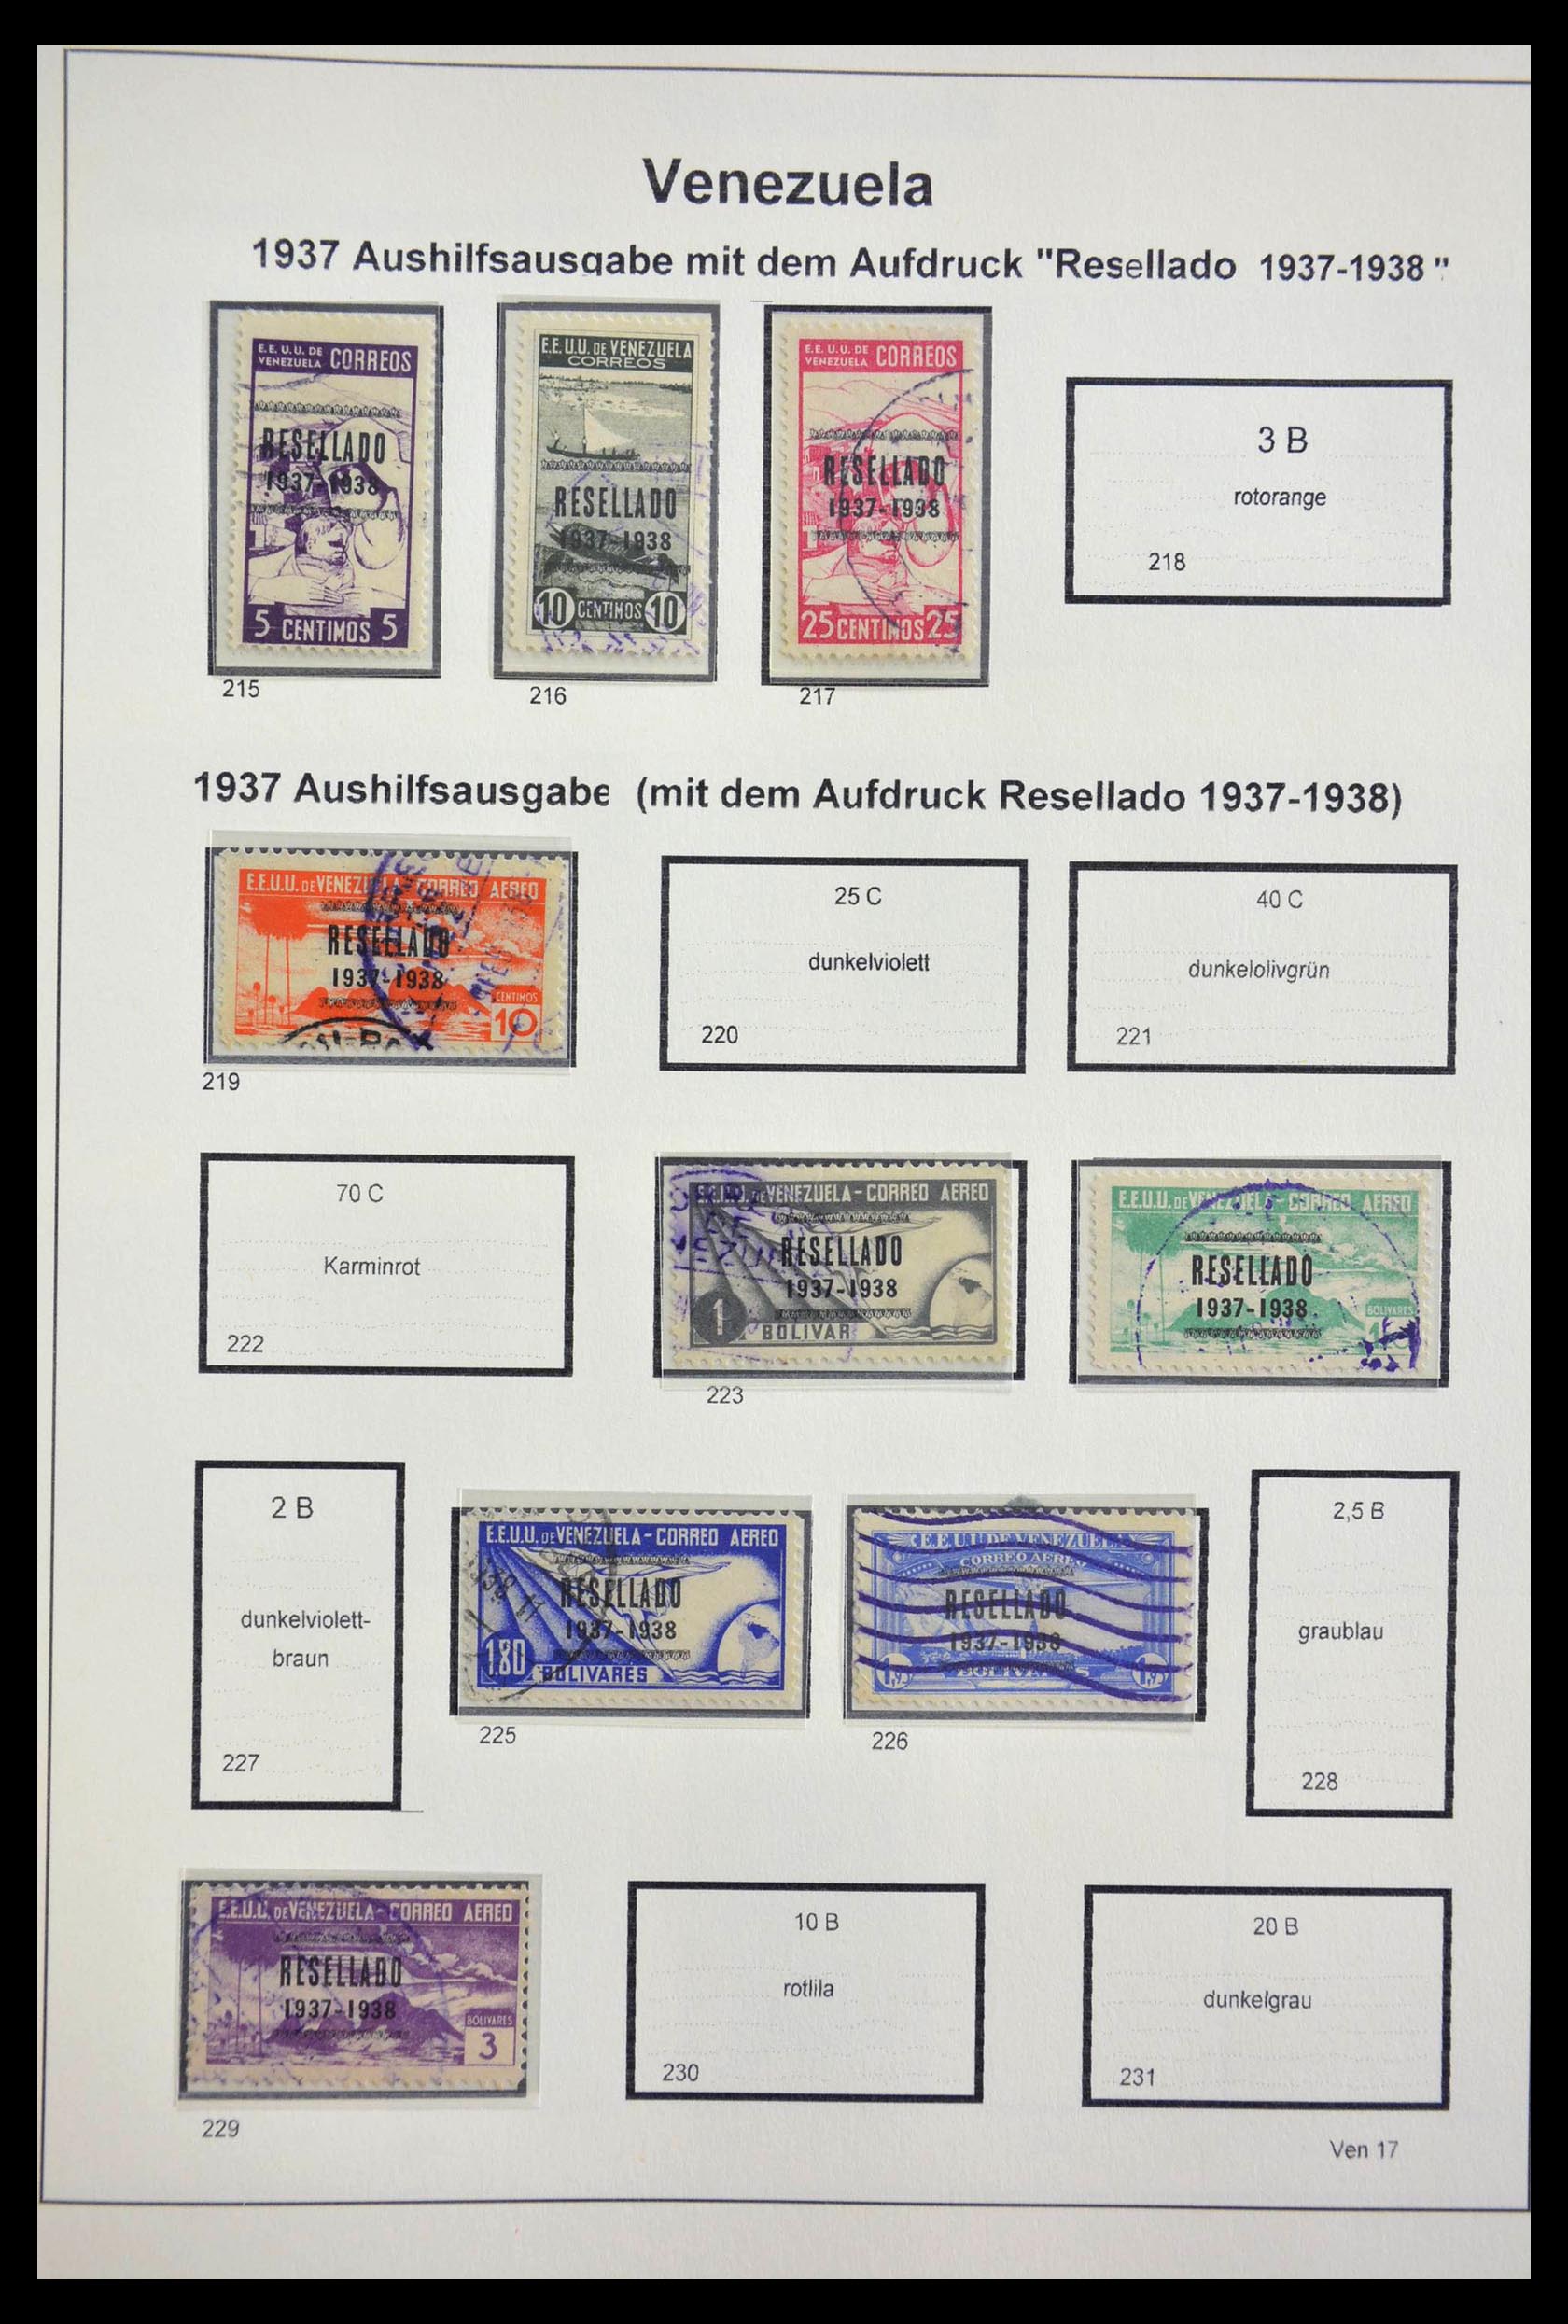 Venezuela
1937 Aushilfsausgabe mit dem Aufdruck "Resellado 1937-1938 "
E.E.U.U. DE
VENEZUELA CORREOS
RESELLADO
1937-1938
5 CENTIMOS 5
215
E.E.U.U. DE VENEZUELA
CORREOS
RESELLADO
1937-1938
10 CENTIMOS 10
216
E.E.U.U. DE
VENEZUELA CORREOS
RESELLADO
1937-1938
25 CENTIMOS 25
217
3 B
rotorange
218
1937 Aushilfsausgabe (mit dem Aufdruck Resellado 1937-1938)
E.E.U.U. DE VENEZUELA - CORREO AEREO
RESELLADO
1937-1938
CENTIMOS
10
219
25 C
dunkelviolett
220
40 C
dunkelolivgrün
221
70 C
Karminrot
222
E.E.U.U. DE VENEZUELA - CORREO AEREO
RESELLADO
1937-1938
1
BOLIVAR
223
E.E.U.U. DE VENEZUELA - CORREO AEREO
RESELLADO
1937-1938
BOLIVARES
2 B
dunkelviolett-
braun
227
E.E.U.U. DE VENEZUELA - CORREO AEREO
RESELLADO
1937-1938
1.80
BOLIVARES
225
E.E.U.U. DE VENEZUELA
CORREO AEREO
RESELLADO
1937-1938
226
2,5 B
graublau
228
E.E.U.U. DE VENEZUELA - CORREO AEREO
RESELLADO
1937-1938
BOLIVARES
3
229
10 B
rotlila
230
20 B
dunkelgrau
231
Ven 17